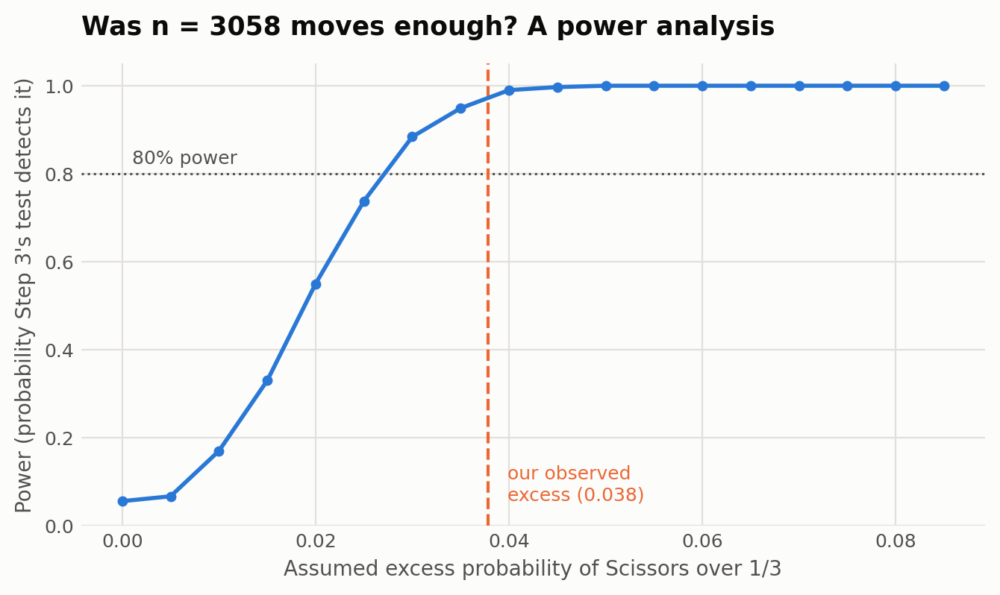 Was n = 3058 moves enough? A power analysis
Power (probability Step 3's test detects it)
1.0
0.8
0.6
0.4
0.2
0.0
80% power
our observed
excess (0.038)
0.00
0.02
0.04
0.06
0.08
Assumed excess probability of Scissors over 1/3